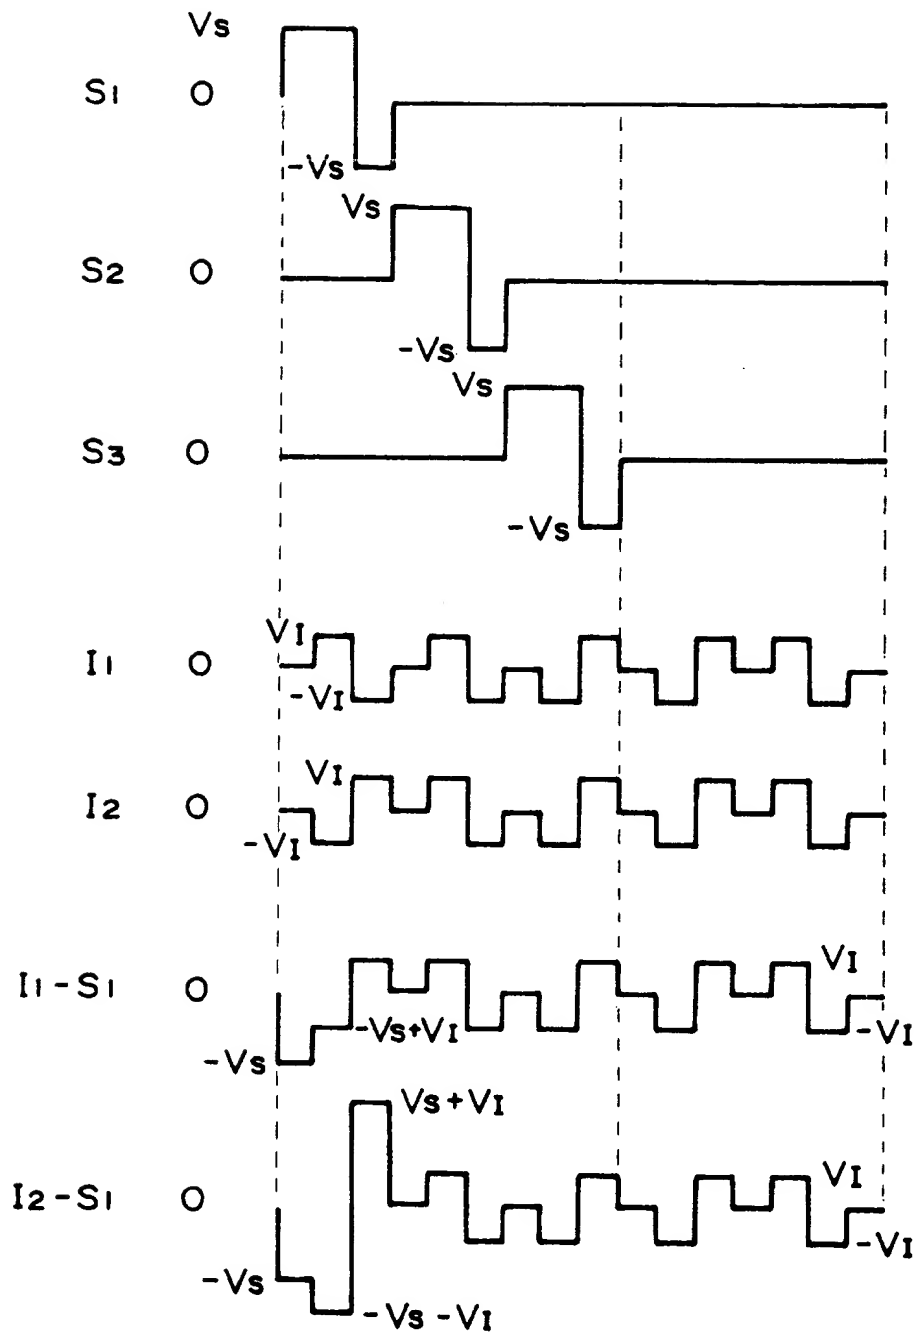 Vs
S1 O
-Vs
Vs
S2 O
-Vs
Vs
S3 O
-Vs
VI
I1 O
-VI
VI
I2 O
-VI
I1-S1 O VI
-Vs+VI -VI
-Vs
Vs+VI
I2-S1 O VI
-VI
-Vs
-Vs-VI